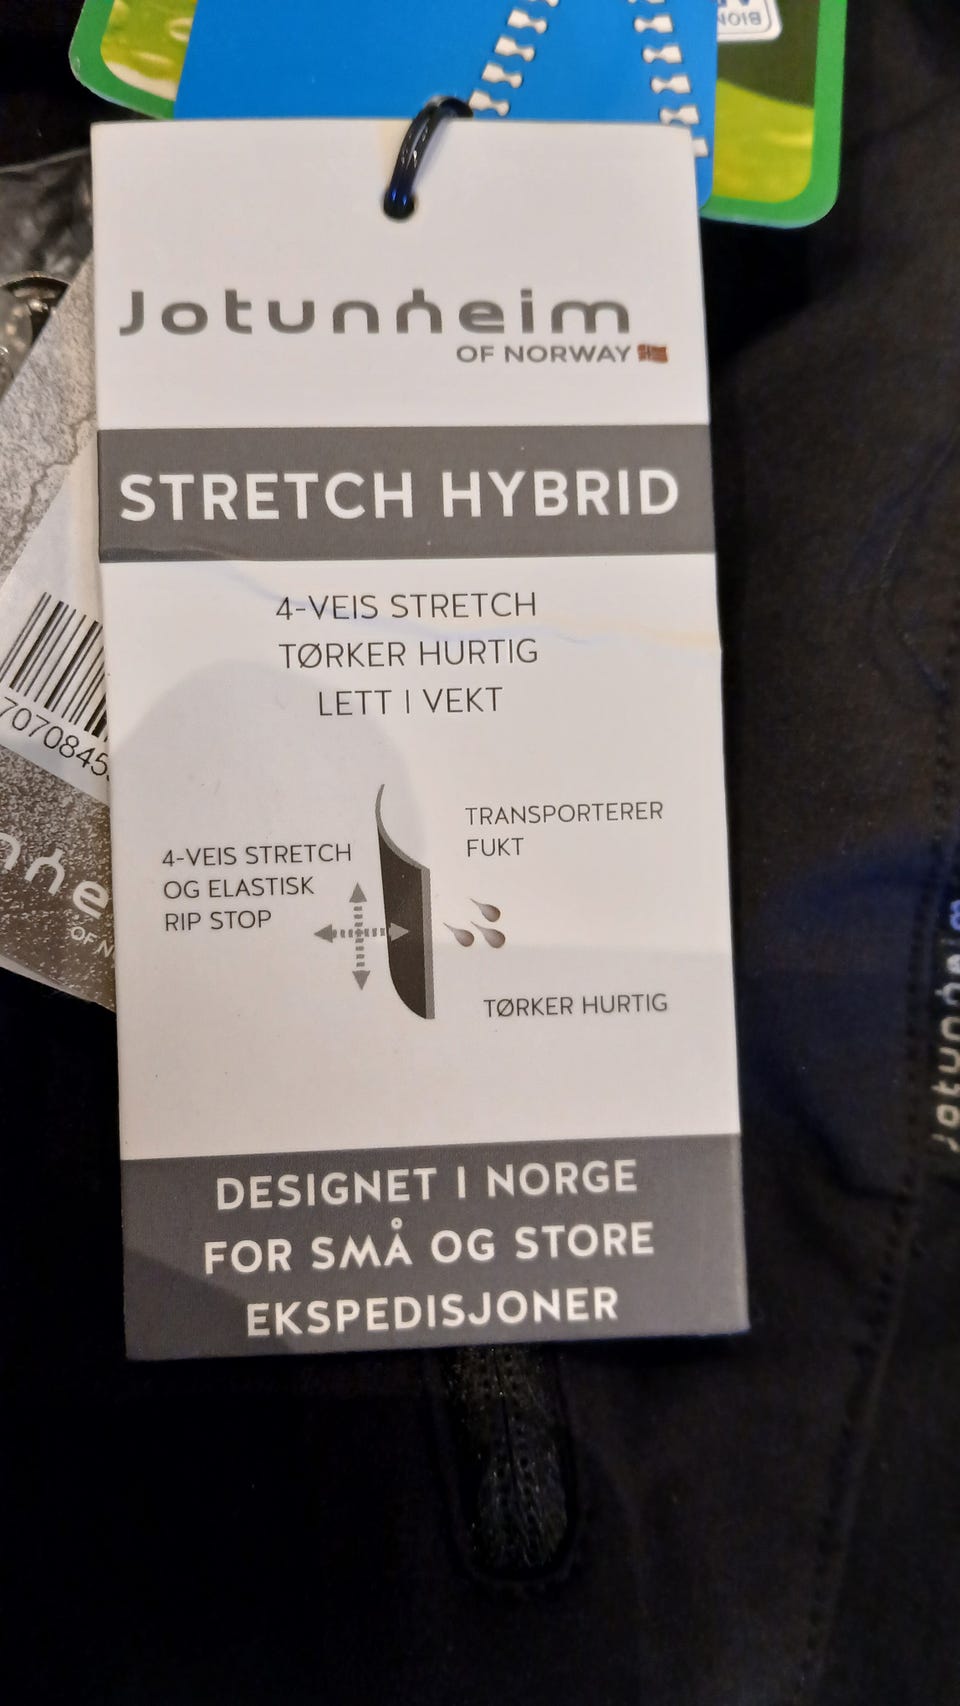 Jotunheim
OF NORWAY
STRETCH HYBRID
4-VEIS STRETCH
TØRKER HURTIG
LETT I VEKT
4-VEIS STRETCH
OG ELASTISK
RIP STOP
TRANSPORTERER
FUKT
TØRKER HURTIG
DESIGNET I NORGE
FOR SMÅ OG STORE
EKSPEDISJONER
Jotunheim